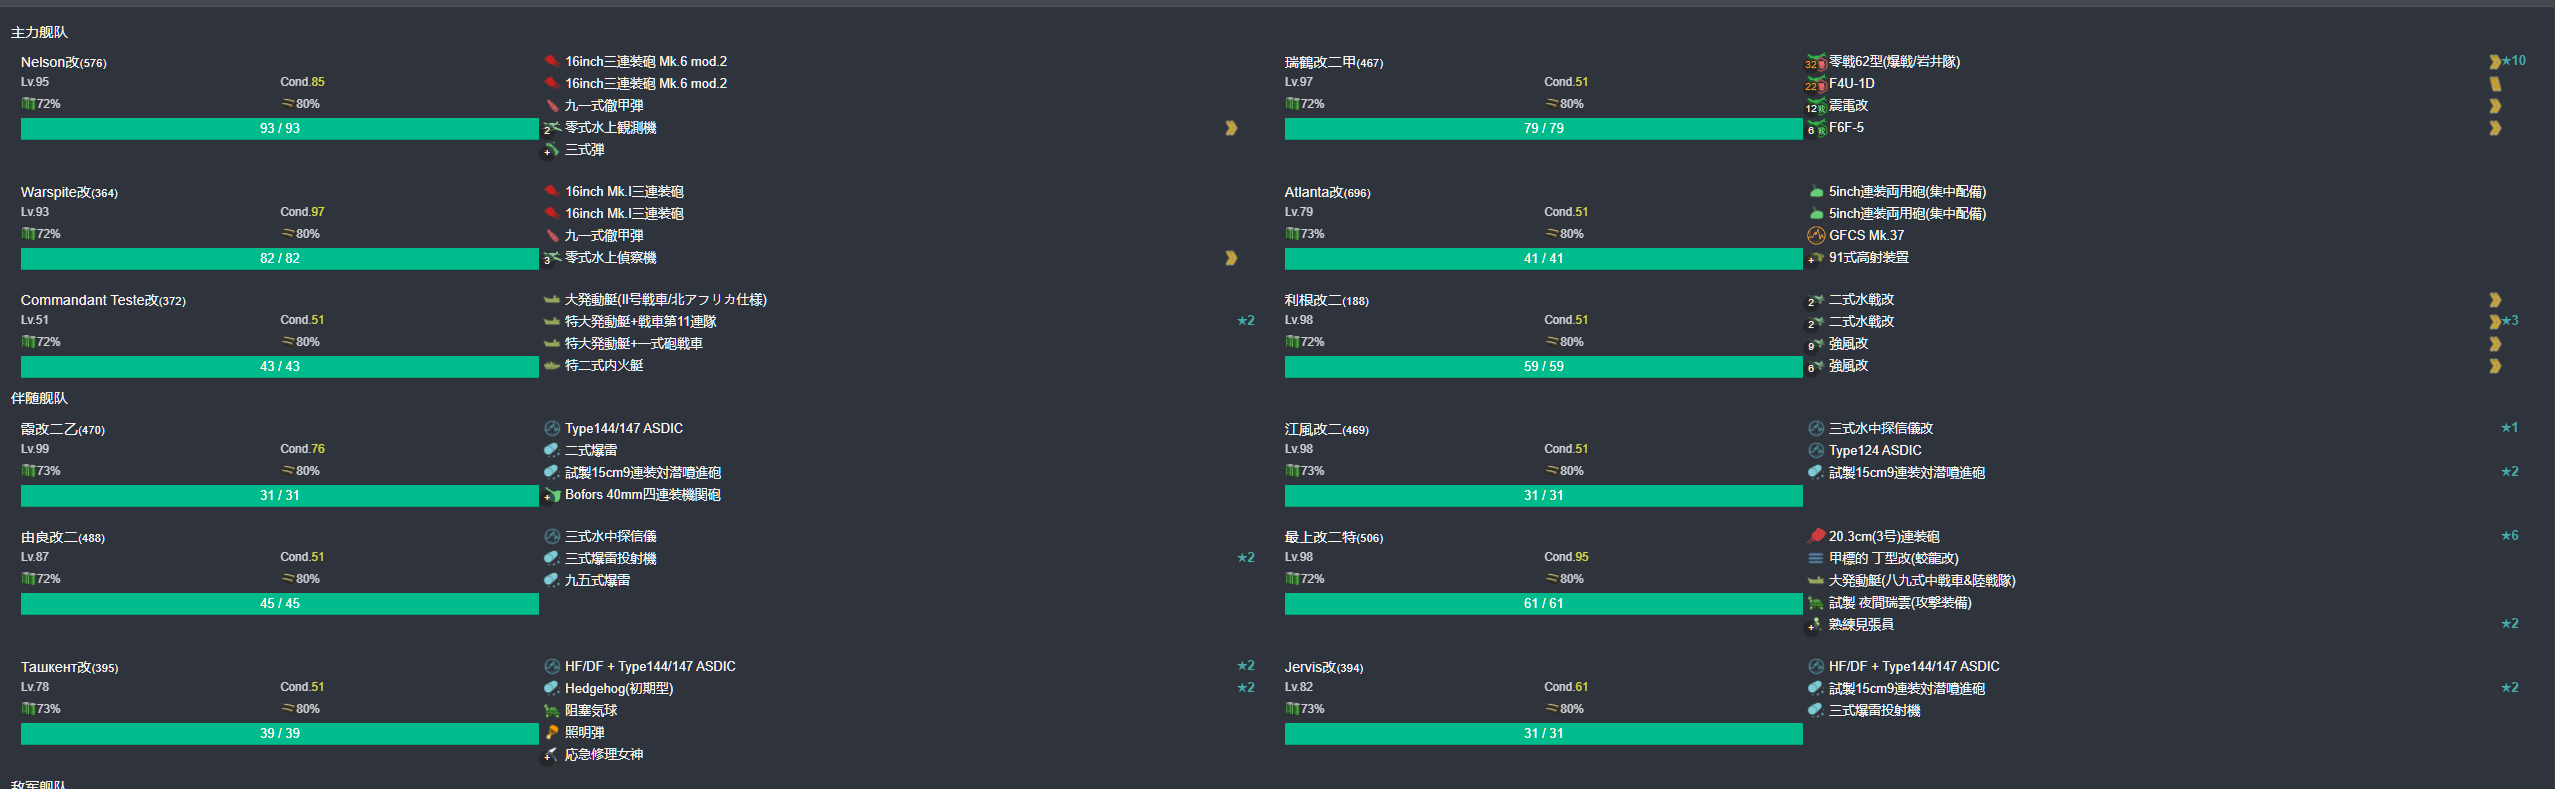 主力舰队
Nelson改(576)
Lv.95 Cond.85
72% 80%
93 / 93
16inch三連装砲 Mk.6 mod.2
16inch三連装砲 Mk.6 mod.2
九一式徹甲弾
2 零式水上観測機
+ 三式弾
瑞鶴改二甲(467)
Lv.97 Cond.51
72% 80%
79 / 79
32 零戦62型(爆戦/岩井隊) ★10
22 F4U-1D
12 震電改
6 F6F-5
Warspite改(364)
Lv.93 Cond.97
72% 80%
82 / 82
16inch Mk.I三連装砲
16inch Mk.I三連装砲
九一式徹甲弾
3 零式水上偵察機
Atlanta改(696)
Lv.79 Cond.51
73% 80%
41 / 41
5inch連装両用砲(集中配備)
5inch連装両用砲(集中配備)
GFCS Mk.37
+ 91式高射装置
Commandant Teste改(372)
Lv.51 Cond.51
72% 80%
43 / 43
大発動艇(II号戦車/北アフリカ仕様)
特大発動艇+戦車第11連隊 ★2
特大発動艇+一式砲戦車
特二式内火艇
利根改二(188)
Lv.98 Cond.51
72% 80%
59 / 59
2 二式水戦改
2 二式水戦改 ★3
9 強風改
6 強風改
伴随舰队
霞改二乙(470)
Lv.99 Cond.76
73% 80%
31 / 31
Type144/147 ASDIC
二式爆雷
試製15cm9連装対潜噴進砲
+ Bofors 40mm四連装機関砲
江風改二(469)
Lv.98 Cond.51
73% 80%
31 / 31
三式水中探信儀改 ★1
Type124 ASDIC
試製15cm9連装対潜噴進砲 ★2
由良改二(488)
Lv.87 Cond.51
72% 80%
45 / 45
三式水中探信儀
三式爆雷投射機 ★2
九五式爆雷
最上改二特(506)
Lv.98 Cond.95
72% 80%
61 / 61
20.3cm(3号)連装砲 ★6
甲標的 丁型改(蛟龍改)
大発動艇(八九式中戦車&陸戦隊)
試製 夜間瑞雲(攻撃装備)
+ 熟練見張員 ★2
Ташкент改(395)
Lv.78 Cond.51
73% 80%
39 / 39
HF/DF + Type144/147 ASDIC ★2
Hedgehog(初期型) ★2
阻塞気球
照明弾
+ 応急修理女神
Jervis改(394)
Lv.82 Cond.61
73% 80%
31 / 31
HF/DF + Type144/147 ASDIC
試製15cm9連装対潜噴進砲 ★2
三式爆雷投射機
敌军舰队